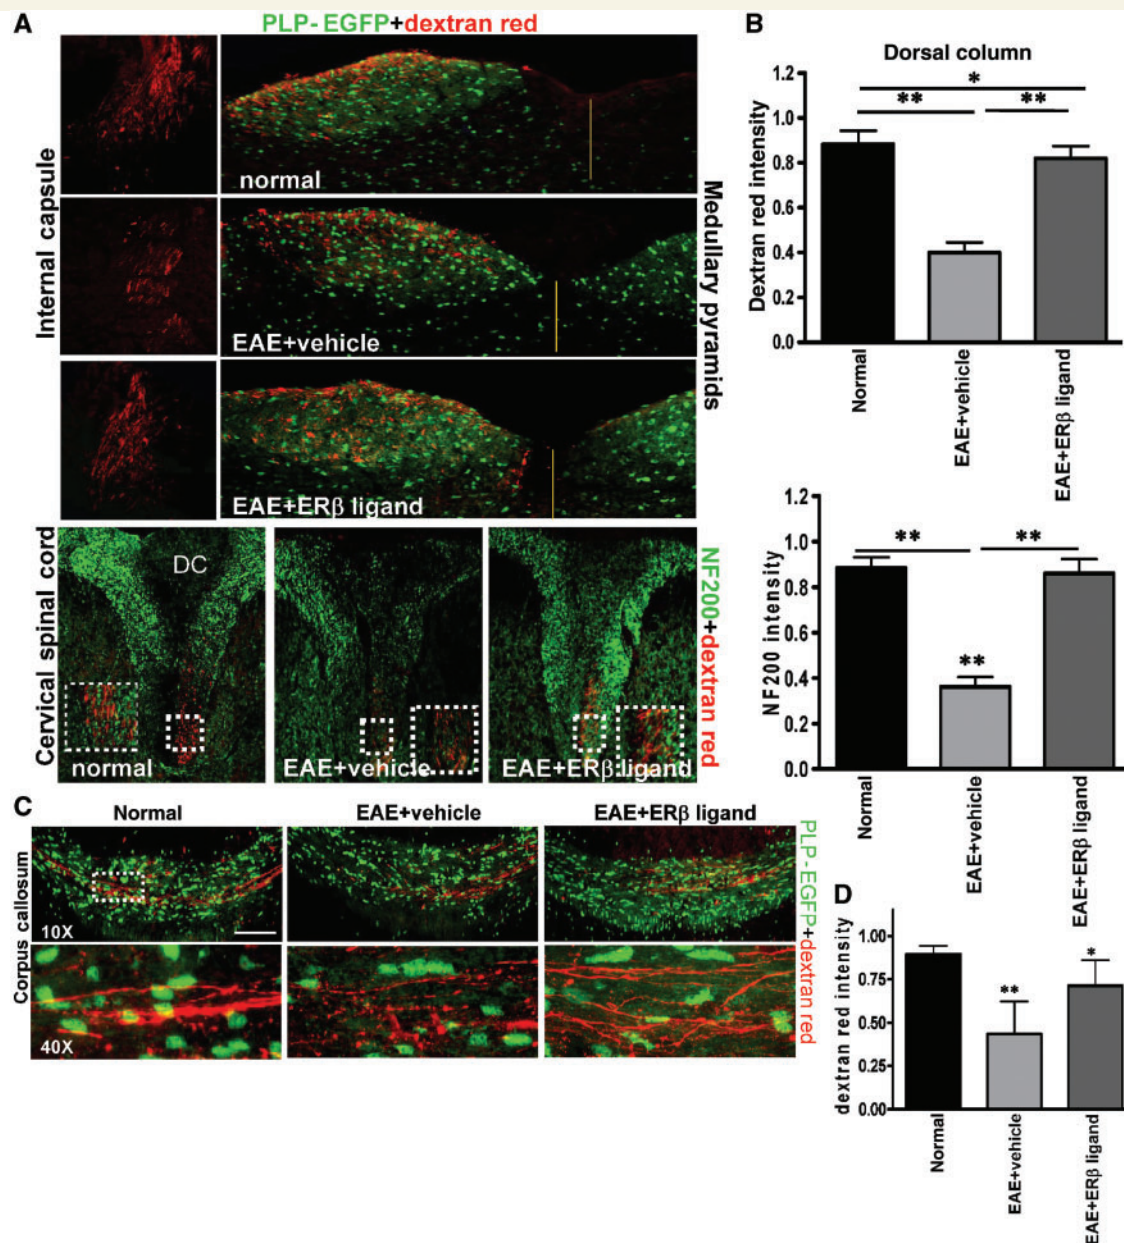 A
PLP-EGFP+dextran red
Internal capsule
normal
EAE+vehicle
EAE+ERβ ligand
Medullary pyramids
Cervical spinal cord
DC
normal
EAE+vehicle
EAE+ERβ ligand
NF200+dextran red
B
Dorsal column
Dextran red intensity
1.2
1.0
0.8
0.6
0.4
0.2
0.0
*
** **
Normal
EAE+vehicle
EAE+ERβ ligand
NF200 intensity
1.2
1.0
0.8
0.6
0.4
0.2
0.0
** **
**
Normal
EAE+vehicle
EAE+ERβ ligand
C
Normal EAE+vehicle EAE+ERβ ligand
Corpus callosum
10X
40X
PLP-EGFP+dextran red
D
dextran red intensity
1.00
0.75
0.50
0.25
0.00
**
*
Normal
EAE+vehicle
EAE+ERβ ligand